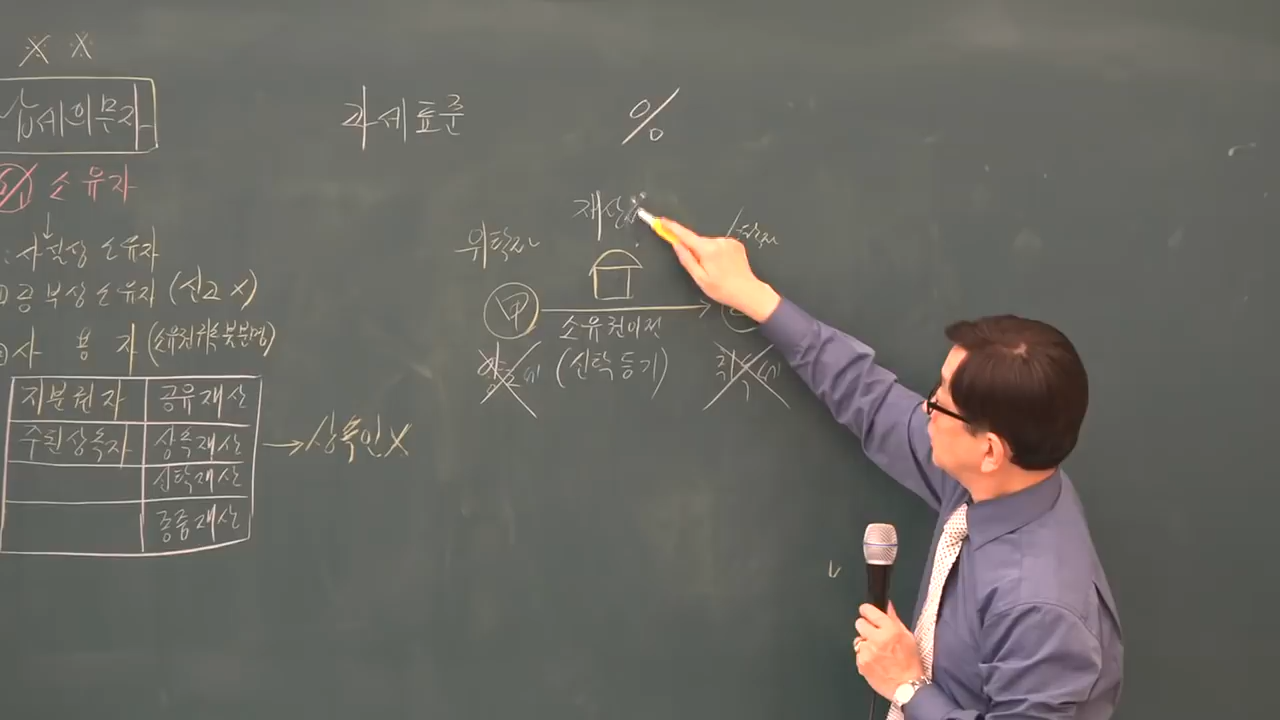 ※ ※
납세의무자
소유자
↓
: 사실상 소유자
공부상 소유자 (신고 X)
사 용 자 (소유권 귀속 불분명)
지분권자 공유재산
주된상속자 상속재산
신탁재산
종중재산
→ 상속인 X
과세표준
%
재산
위탁자
甲
소유권이전
(신탁등기)